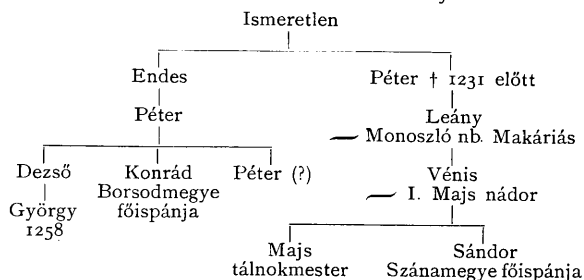 Ismeretlen
Endes Péter † 1231 előtt
Péter Leány
Monoszló nb. Makáriás
Dezső Konrád Péter (?) Vénis
Borsodmegye I. Majs nádor
György főispánja
1258
Majs Sándor
tálnokmester Szánamegye főispánja